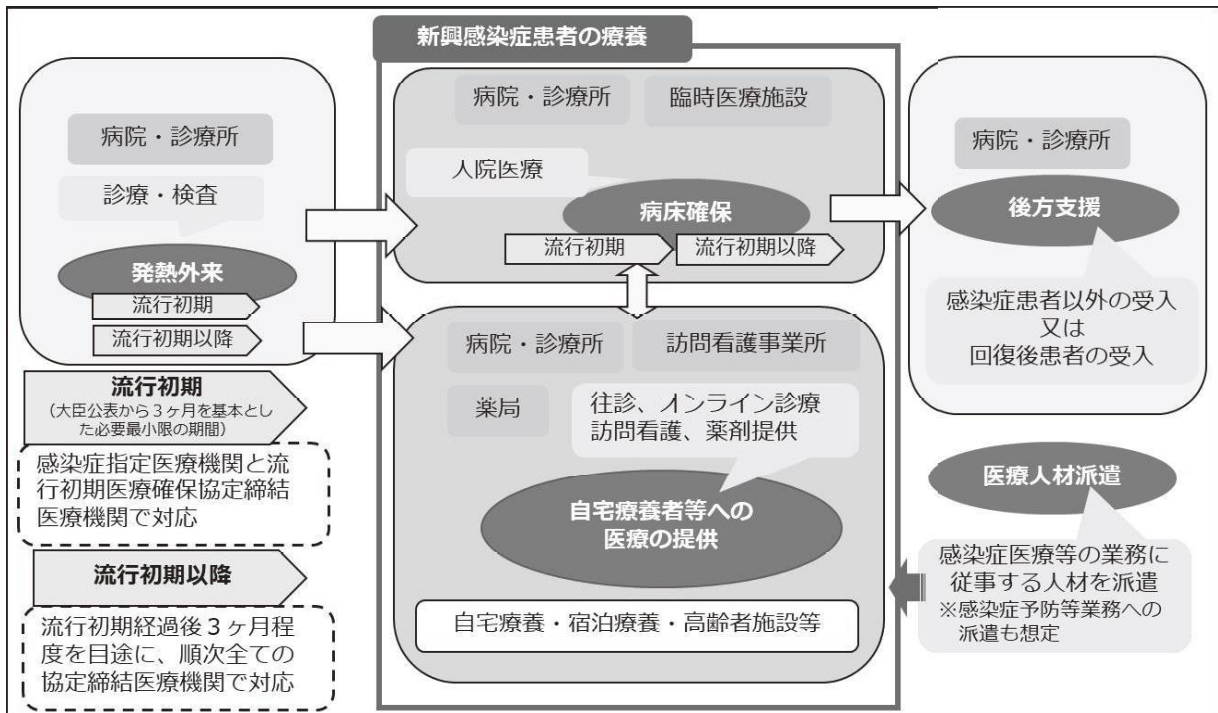 新興感染症患者の療養
病院・診療所
診療・検査
発熱外来
流行初期
流行初期以降
流行初期
（大臣公表から３ヶ月を基本とし
た必要最小限の期間）
感染症指定医療機関と流
行初期医療確保協定締結
医療機関で対応
流行初期以降
流行初期経過後３ヶ月程
度を目途に、順次全ての
協定締結医療機関で対応
病院・診療所
臨時医療施設
入院医療
病床確保
流行初期
流行初期以降
病院・診療所
訪問看護事業所
薬局
往診、オンライン診療
訪問看護、薬剤提供
自宅療養者等への
医療の提供
自宅療養・宿泊療養・高齢者施設等
病院・診療所
後方支援
感染症患者以外の受入
又は
回復後患者の受入
医療人材派遣
感染症医療等の業務に
従事する人材を派遣
※感染症予防等業務への
派遣も想定